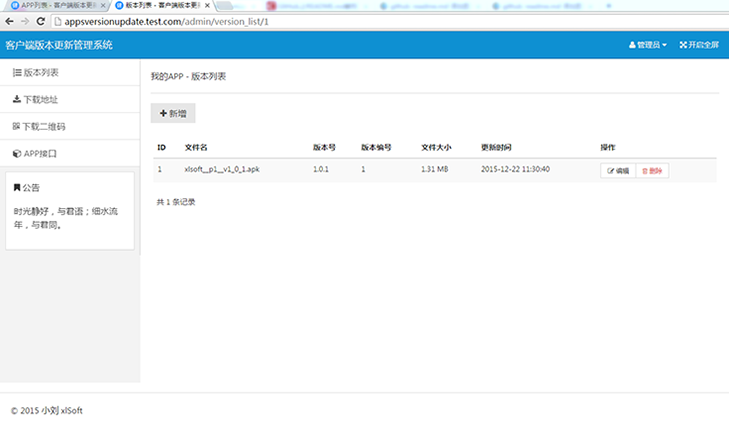 APP列表 - 客户端版本更新
版本列表 - 客户端版本更新
appsversionupdate.test.com/admin/version_list/1
客户端版本更新管理系统
管理员
开启全屏
版本列表
下载地址
下载二维码
APP接口
公告
时光静好，与君语；细水流
年，与君同。
我的APP - 版本列表
新增
ID 文件名 版本号 版本编号 文件大小 更新时间 操作
1 xlsoft__p1__v1_0_1.apk 1.0.1 1 1.31 MB 2015-12-22 11:30:40 编辑 删除
共 1 条记录
© 2015 小刘 xlSoft